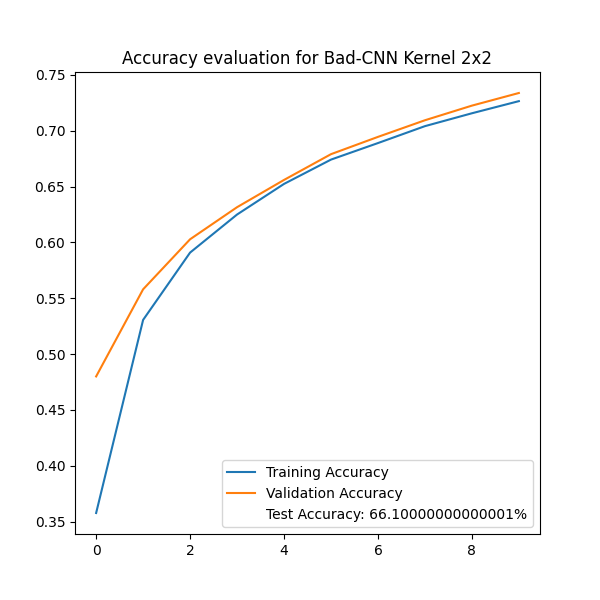 Accuracy evaluation for Bad-CNN Kernel 2x2
0.75
0.70
0.65
0.60
0.55
0.50
0.45
0.40
0.35
Training Accuracy
Validation Accuracy
Test Accuracy: 66.10000000000001%
0 2 4 6 8